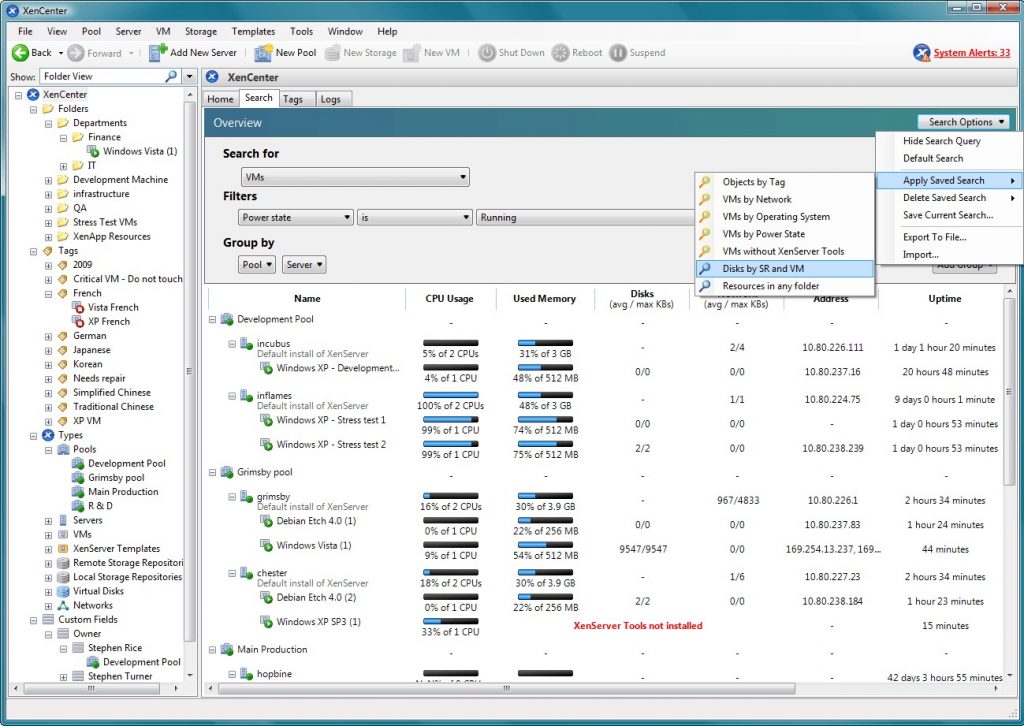 XenCenter
File View Pool Server VM Storage Templates Tools Window Help
Back Forward Add New Server New Pool New Storage New VM Shut Down Reboot Suspend System Alerts: 33
Show: Folder View
XenCenter
Folders
Departments
Finance
Windows Vista (1)
IT
Development Machine
infrastructure
QA
Stress Test VMs
XenApp Resources
Tags
2009
Critical VM - Do not touch
French
Vista French
XP French
German
Japanese
Korean
Needs repair
Simplified Chinese
Traditional Chinese
XP VM
Types
Pools
Development Pool
Grimsby pool
Main Production
R & D
Servers
VMs
XenServer Templates
Remote Storage Repositori
Local Storage Repositories
Virtual Disks
Networks
Custom Fields
Owner
Stephen Rice
Development Pool
Stephen Turner
XenCenter
Home Search Tags Logs
Overview Search Options
Search for
VMs
Filters
Power state is Running
Group by
Pool Server
Hide Search Query
Default Search
Apply Saved Search
Delete Saved Search
Save Current Search...
Export To File...
Import...
Objects by Tag
VMs by Network
VMs by Operating System
VMs by Power State
VMs without XenServer Tools
Disks by SR and VM
Resources in any folder
Name CPU Usage Used Memory Disks Address Uptime
(avg / max KBs) (avg / max KBs)
Development Pool - - - - - -
incubus
Default install of XenServer 5% of 2 CPUs 31% of 3 GB - 2/4 10.80.226.111 1 day 1 hour 20 minutes
Windows XP - Development... 4% of 1 CPU 48% of 512 MB 0/0 0/0 10.80.237.16 20 hours 48 minutes
inflames
Default install of XenServer 100% of 2 CPUs 48% of 3 GB - 1/1 10.80.224.75 9 days 0 hours 1 minute
Windows XP - Stress test 1 99% of 1 CPU 74% of 512 MB 0/0 0/0 - 1 day 0 hours 53 minutes
Windows XP - Stress test 2 99% of 1 CPU 75% of 512 MB 2/2 0/0 10.80.238.239 1 day 0 hours 53 minutes
Grimsby pool - - - - - -
grimsby 16% of 2 CPUs 30% of 3.9 GB - 967/4833 10.80.226.1 2 hours 34 minutes
Debian Etch 4.0 (1) 0% of 1 CPU 22% of 256 MB 0/0 0/0 10.80.237.83 1 hour 24 minutes
Windows Vista (1) 9% of 1 CPU 54% of 512 MB 9547/9547 0/0 169.254.13.237, 169... 44 minutes
chester
Default install of XenServer 18% of 2 CPUs 30% of 3.9 GB - 1/6 10.80.227.23 2 hours 34 minutes
Debian Etch 4.0 (2) 0% of 1 CPU 22% of 256 MB 2/2 0/0 10.80.238.184 1 hour 23 minutes
Windows XP SP3 (1) 33% of 1 CPU XenServer Tools not installed - 15 minutes
Main Production - - - - - -
hopbine - - - 42 days 3 hours 55 minutes